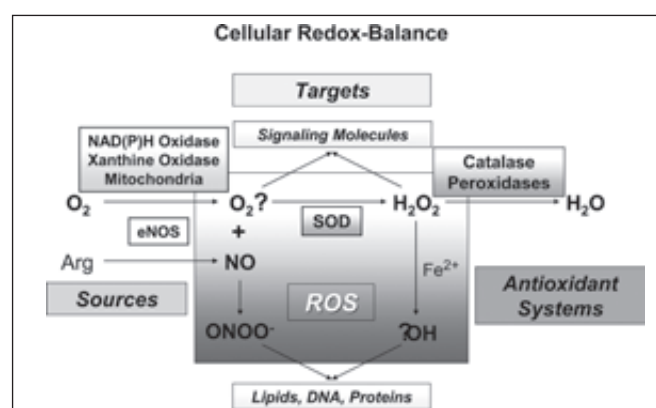 Cellular Redox-Balance
Targets
Signaling Molecules
NAD(P)H Oxidase
Xanthine Oxidase
Mitochondria
Catalase
Peroxidases
O₂
O₂?
SOD
H₂O₂
H₂O
eNOS
+
Arg
NO
Fe²⁺
Sources
ROS
Antioxidant
Systems
ONOO⁻
?OH
Lipids, DNA, Proteins